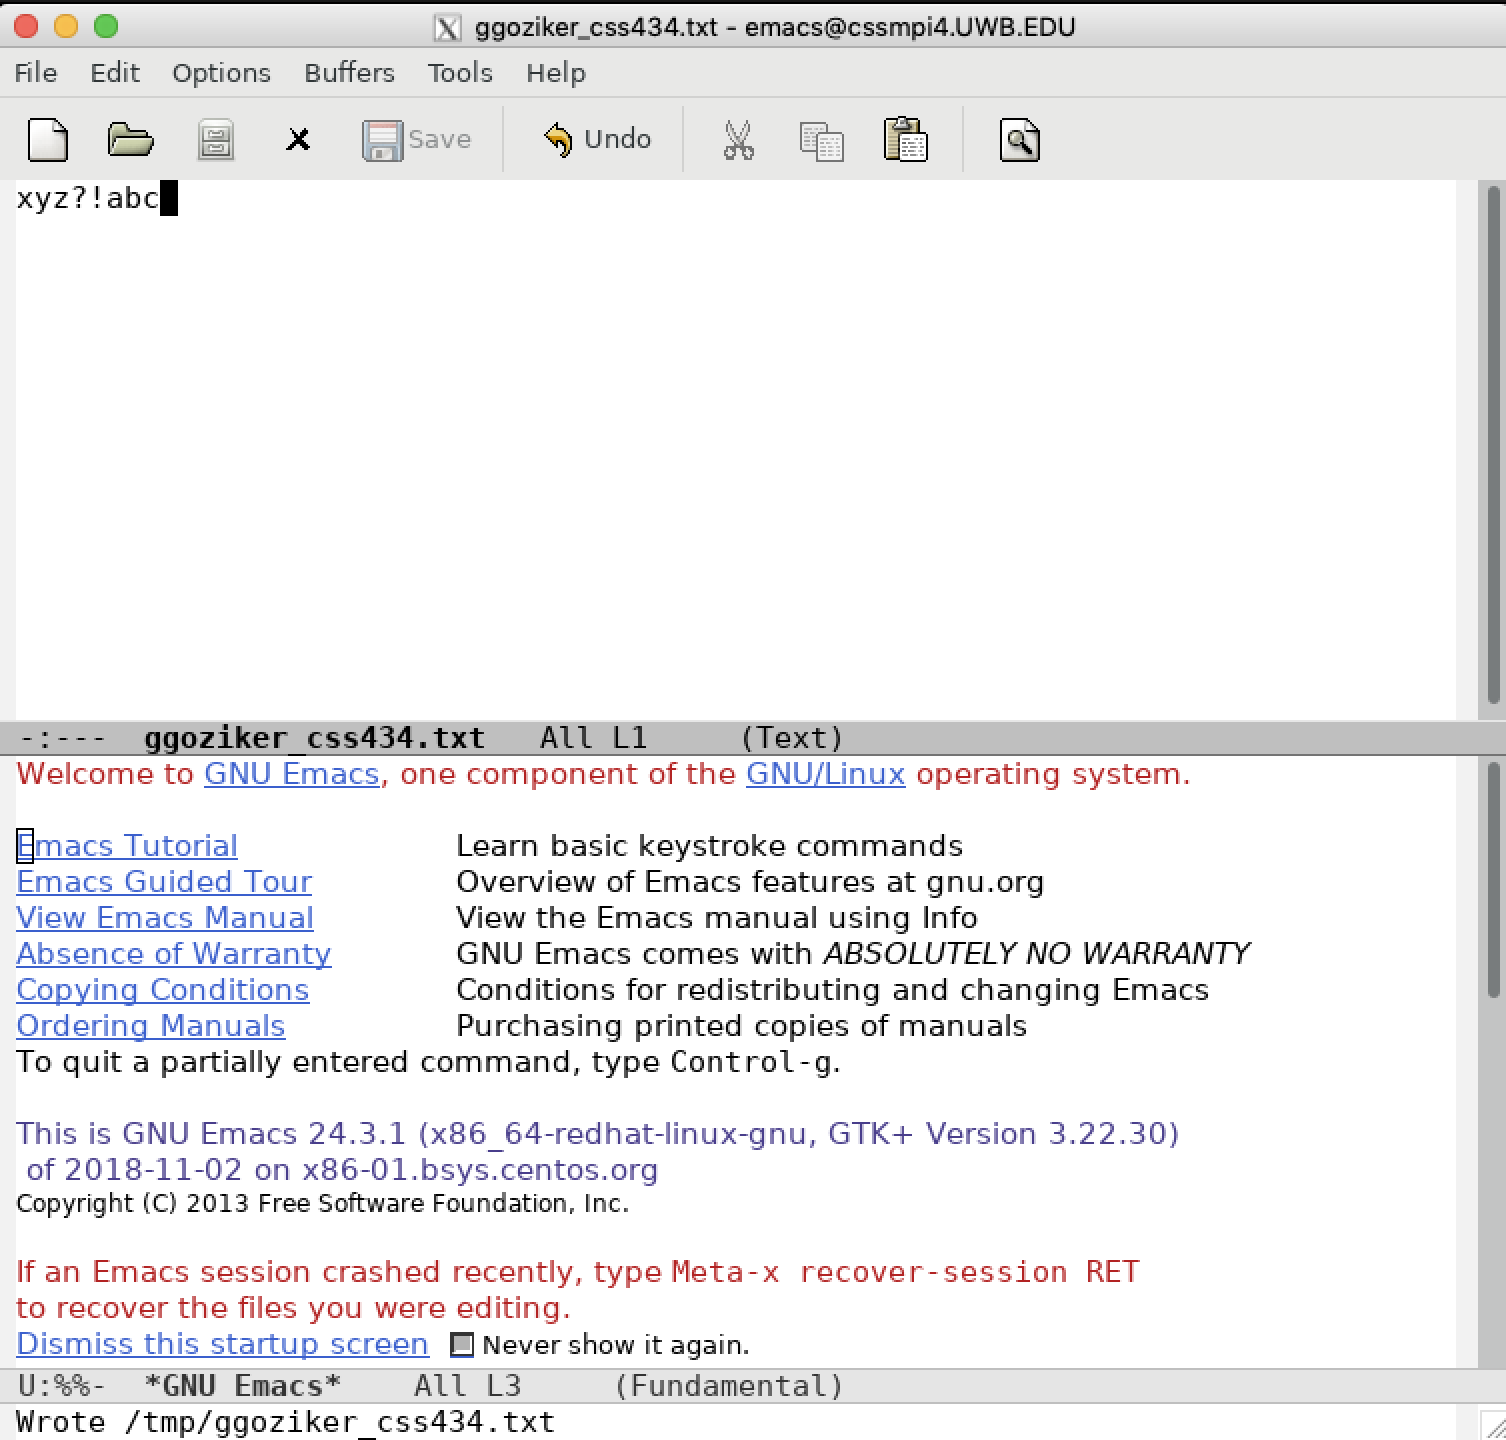 ggoziker_css434.txt - emacs@cssmpi4.UWB.EDU
File Edit Options Buffers Tools Help
Save Undo
xyz?!abc
-:--- ggoziker_css434.txt All L1 (Text)
Welcome to GNU Emacs, one component of the GNU/Linux operating system.
Emacs Tutorial Learn basic keystroke commands
Emacs Guided Tour Overview of Emacs features at gnu.org
View Emacs Manual View the Emacs manual using Info
Absence of Warranty GNU Emacs comes with ABSOLUTELY NO WARRANTY
Copying Conditions Conditions for redistributing and changing Emacs
Ordering Manuals Purchasing printed copies of manuals
To quit a partially entered command, type Control-g.
This is GNU Emacs 24.3.1 (x86_64-redhat-linux-gnu, GTK+ Version 3.22.30)
of 2018-11-02 on x86-01.bsys.centos.org
Copyright (C) 2013 Free Software Foundation, Inc.
If an Emacs session crashed recently, type Meta-x recover-session RET
to recover the files you were editing.
Dismiss this startup screen Never show it again.
U:%%- *GNU Emacs* All L3 (Fundamental)
Wrote /tmp/ggoziker_css434.txt